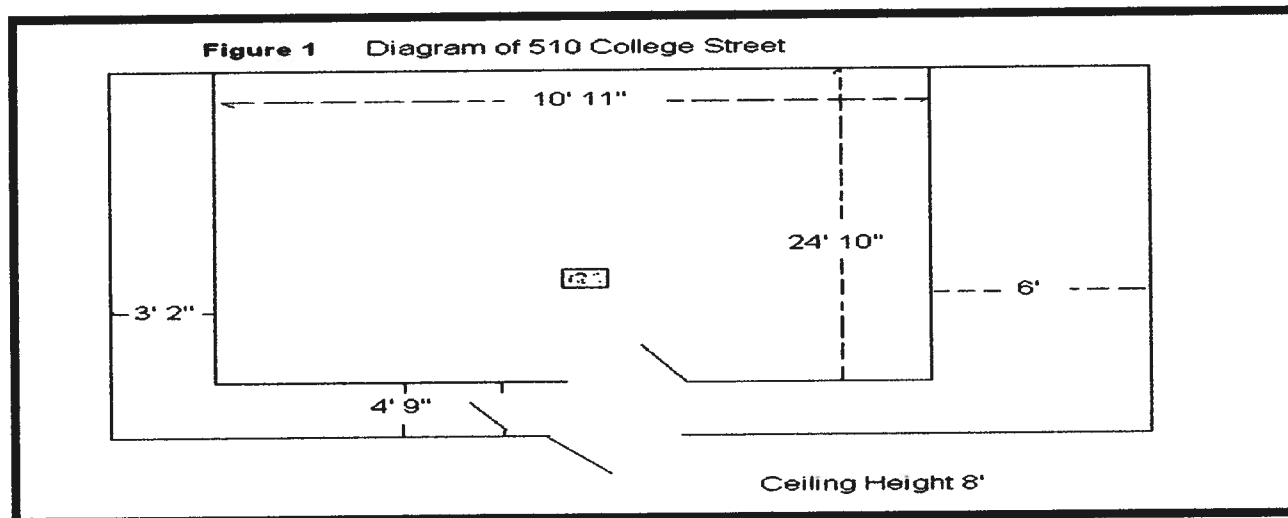 Figure 1 Diagram of 510 College Street
10' 11"
24' 10"
6'
3' 2"
4' 9"
Ceiling Height 8'